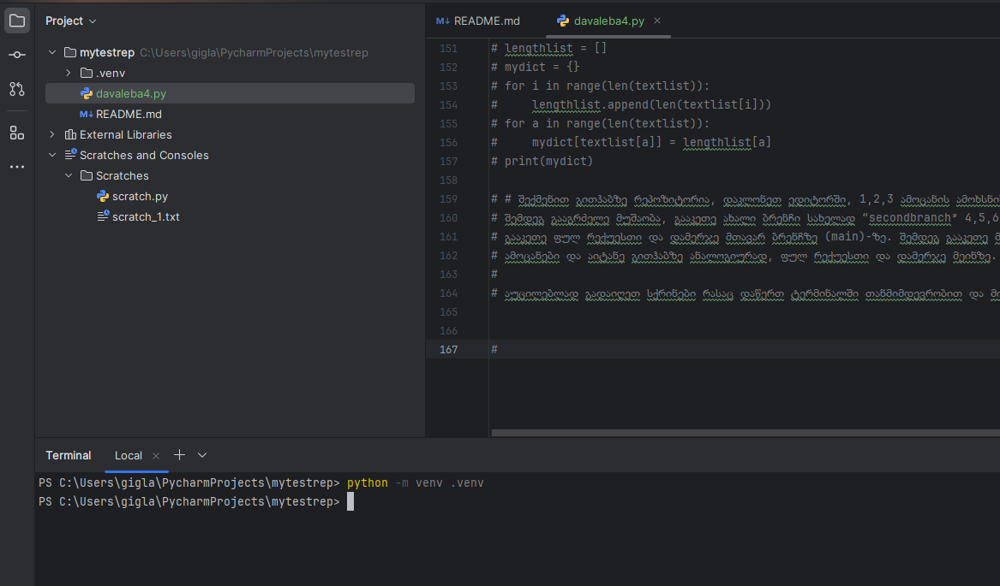 Project
README.md
davaleba4.py
mytestrep C:\Users\gigla\PycharmProjects\mytestrep
.venv
davaleba4.py
README.md
External Libraries
Scratches and Consoles
Scratches
scratch.py
scratch_1.txt
151 # lengthlist = []
152 # mydict = {}
153 # for i in range(len(textlist)):
154 #     lengthlist.append(len(textlist[i]))
155 # for a in range(len(textlist)):
156 #     mydict[textlist[a]] = lengthlist[a]
157 # print(mydict)
158
159 # # შექმენით გითჰაბზე რეპოზიტორია, დაკლონეთ ედიტორში, 1,2,3 ამოცანის
160 # შემდეგ გააგრძელე მუშაობა, გააკეთე ახალი ბრენჩი სახელად “secondbranch” 4,5,6
161 # გააკეთე ფულ რექუესთი და დამერჯე მთავარ ბრენჩზე (main)-ზე. შემდეგ გააკეთე
162 # ამოცანები და აიტანე გითჰაბზე ანალოგიურად, ფულ რექუესთი და დამერჯე მეინზე.
163 #
164 # აუცილებლად გადაიღეთ სქრინები რასაც დაწერთ ტერმინალში თანმიმდევრობით და
165
166
167 #
Terminal
Local
PS C:\Users\gigla\PycharmProjects\mytestrep> python -m venv .venv
PS C:\Users\gigla\PycharmProjects\mytestrep>